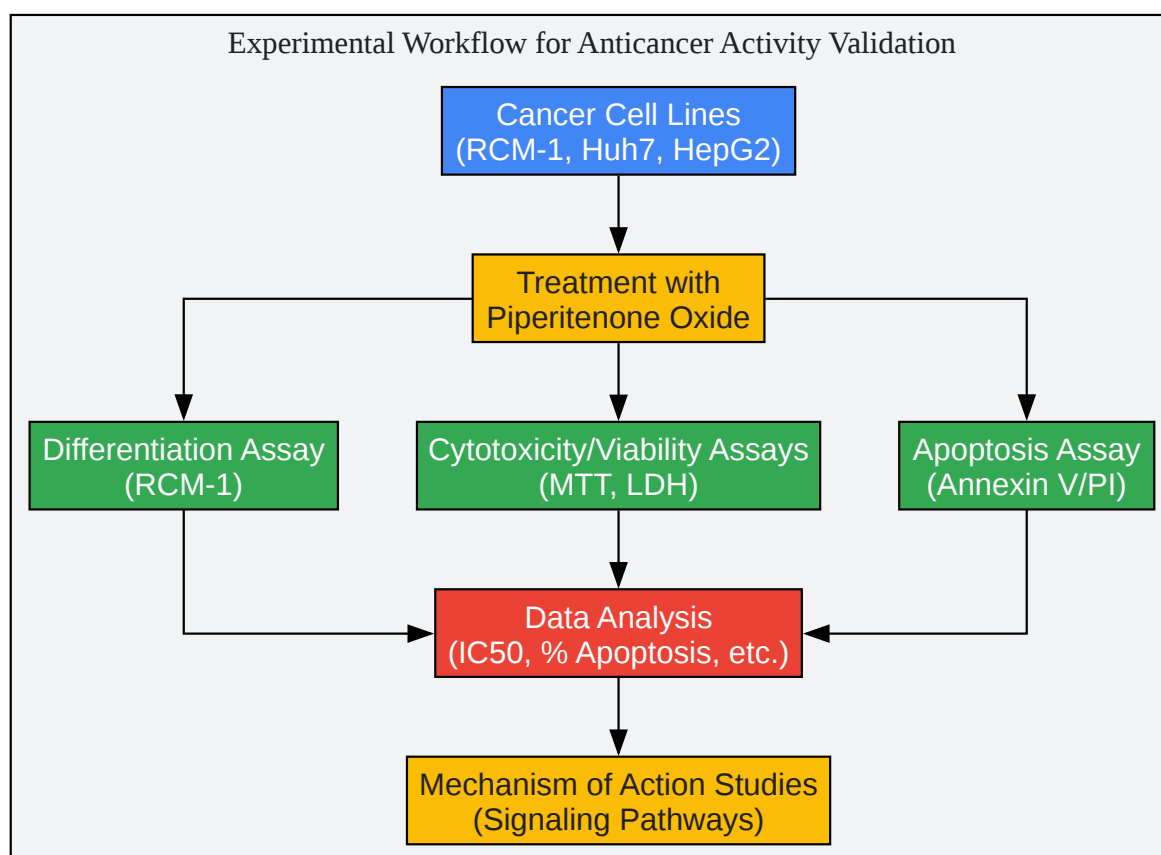 Experimental Workflow for Anticancer Activity Validation
Cancer Cell Lines
(RCM-1, Huh7, HepG2)
Treatment with
Piperitenone Oxide
Differentiation Assay
(RCM-1)
Cytotoxicity/Viability Assays
(MTT, LDH)
Apoptosis Assay
(Annexin V/PI)
Data Analysis
(IC50, % Apoptosis, etc.)
Mechanism of Action Studies
(Signaling Pathways)